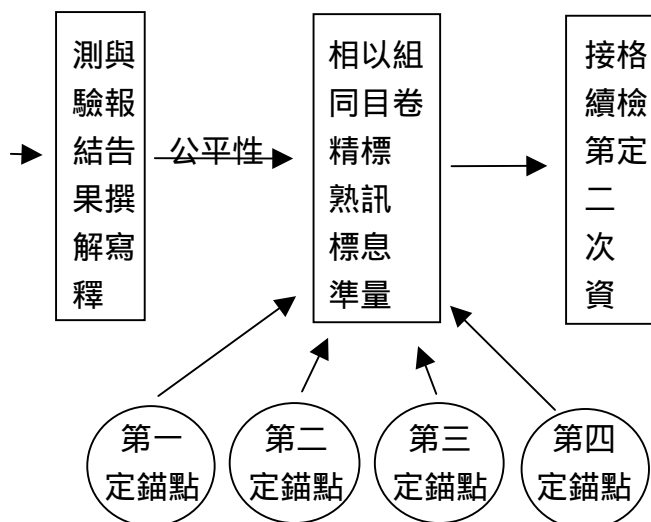 測驗結果解釋
與報告撰寫
公平性
相同精熟標準
以目標訊息量
組卷
接續第二次資
格檢定
第一
定錨點
第二
定錨點
第三
定錨點
第四
定錨點